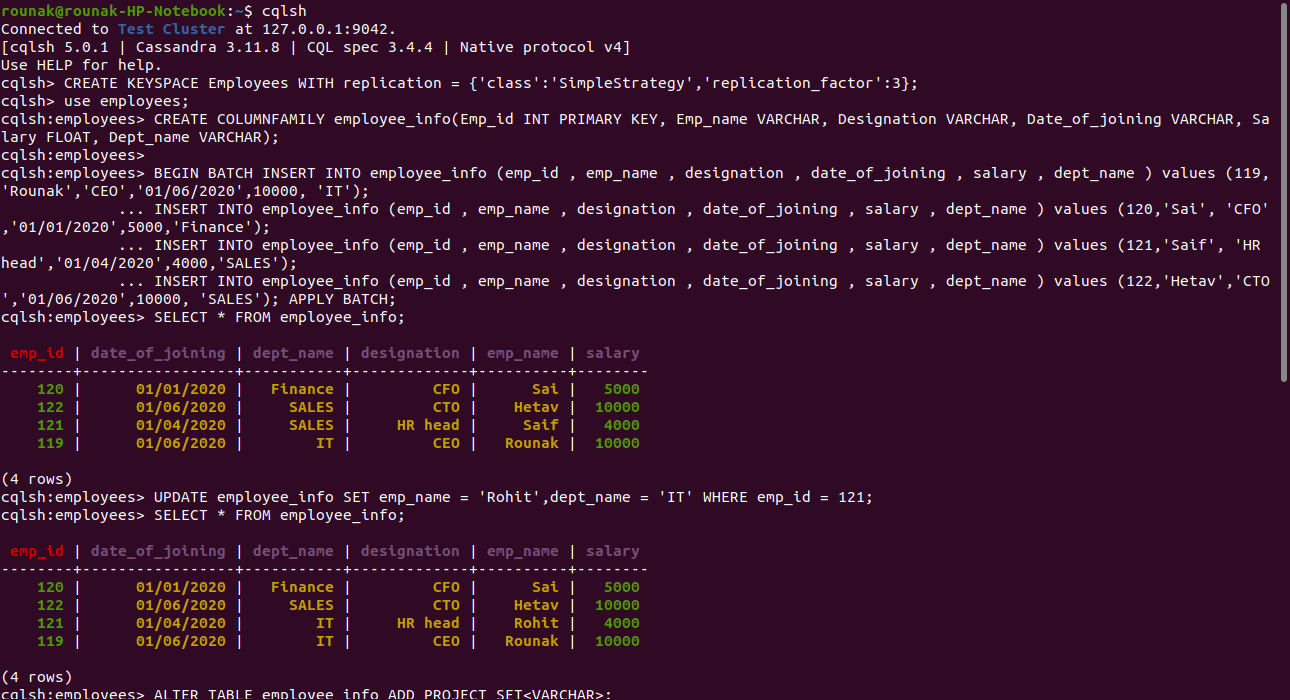 rounak@rounak-HP-Notebook:~$ cqlsh
Connected to Test Cluster at 127.0.0.1:9042.
[cqlsh 5.0.1 | Cassandra 3.11.8 | CQL spec 3.4.4 | Native protocol v4]
Use HELP for help.
cqlsh> CREATE KEYSPACE Employees WITH replication = {'class':'SimpleStrategy','replication_factor':3};
cqlsh> use employees;
cqlsh:employees> CREATE COLUMNFAMILY employee_info(Emp_id INT PRIMARY KEY, Emp_name VARCHAR, Designation VARCHAR, Date_of_joining VARCHAR, Sa
lary FLOAT, Dept_name VARCHAR);
cqlsh:employees>
cqlsh:employees> BEGIN BATCH INSERT INTO employee_info (emp_id , emp_name , designation , date_of_joining , salary , dept_name ) values (119,
'Rounak','CEO','01/06/2020',10000, 'IT');
             ... INSERT INTO employee_info (emp_id , emp_name , designation , date_of_joining , salary , dept_name ) values (120,'Sai', 'CFO'
,'01/01/2020',5000,'Finance');
             ... INSERT INTO employee_info (emp_id , emp_name , designation , date_of_joining , salary , dept_name ) values (121,'Saif', 'HR
head','01/04/2020',4000,'SALES');
             ... INSERT INTO employee_info (emp_id , emp_name , designation , date_of_joining , salary , dept_name ) values (122,'Hetav','CTO
','01/06/2020',10000, 'SALES'); APPLY BATCH;
cqlsh:employees> SELECT * FROM employee_info;
 emp_id | date_of_joining | dept_name | designation | emp_name | salary
--------+-----------------+-----------+-------------+----------+--------
    120 |      01/01/2020 |   Finance |         CFO |      Sai |   5000
    122 |      01/06/2020 |     SALES |         CTO |    Hetav |  10000
    121 |      01/04/2020 |     SALES |     HR head |     Saif |   4000
    119 |      01/06/2020 |        IT |         CEO |   Rounak |  10000
(4 rows)
cqlsh:employees> UPDATE employee_info SET emp_name = 'Rohit',dept_name = 'IT' WHERE emp_id = 121;
cqlsh:employees> SELECT * FROM employee_info;
 emp_id | date_of_joining | dept_name | designation | emp_name | salary
--------+-----------------+-----------+-------------+----------+--------
    120 |      01/01/2020 |   Finance |         CFO |      Sai |   5000
    122 |      01/06/2020 |     SALES |         CTO |    Hetav |  10000
    121 |      01/04/2020 |        IT |     HR head |    Rohit |   4000
    119 |      01/06/2020 |        IT |         CEO |   Rounak |  10000
(4 rows)
cqlsh:employees> ALTER TABLE employee_info ADD PROJECT SET<VARCHAR>;